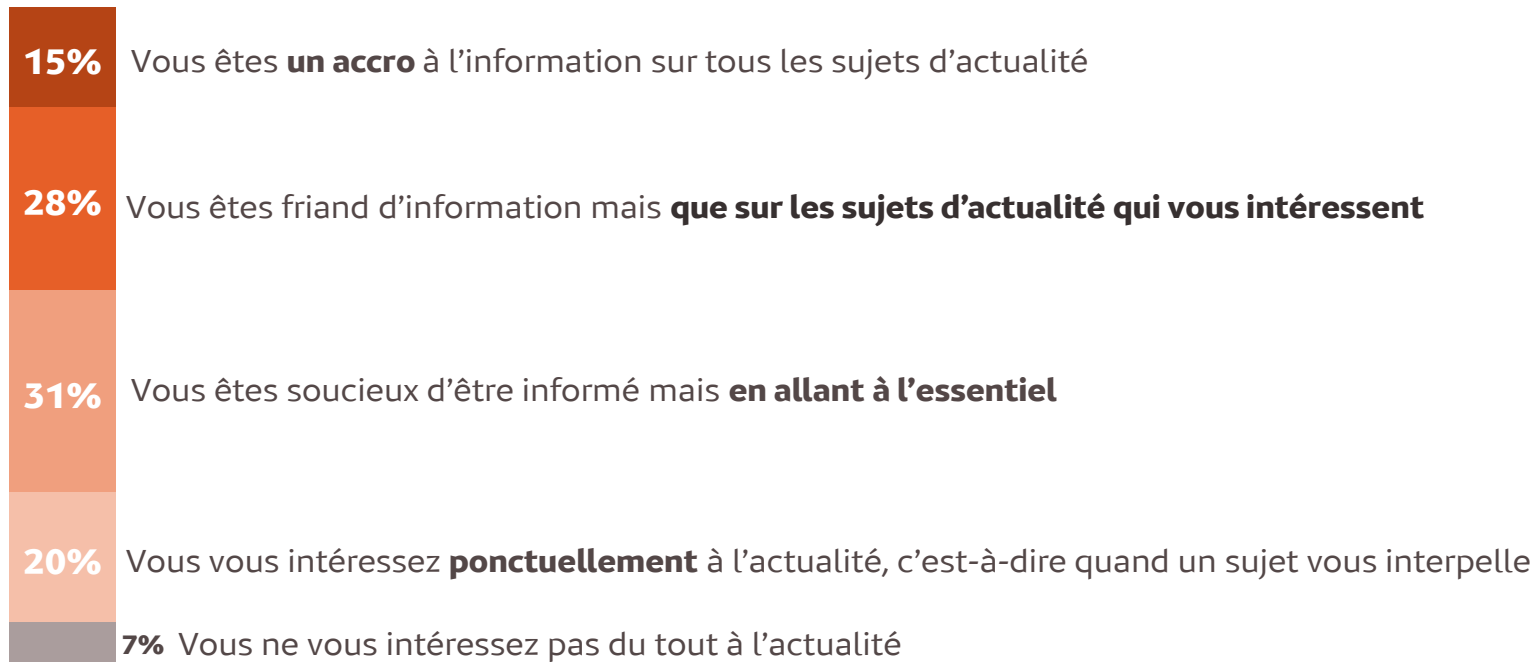 15% Vous êtes un accro à l’information sur tous les sujets d’actualité
28% Vous êtes friand d’information mais que sur les sujets d’actualité qui vous intéressent
31% Vous êtes soucieux d’être informé mais en allant à l’essentiel
20% Vous vous intéressez ponctuellement à l’actualité, c’est-à-dire quand un sujet vous interpelle
7% Vous ne vous intéressez pas du tout à l’actualité